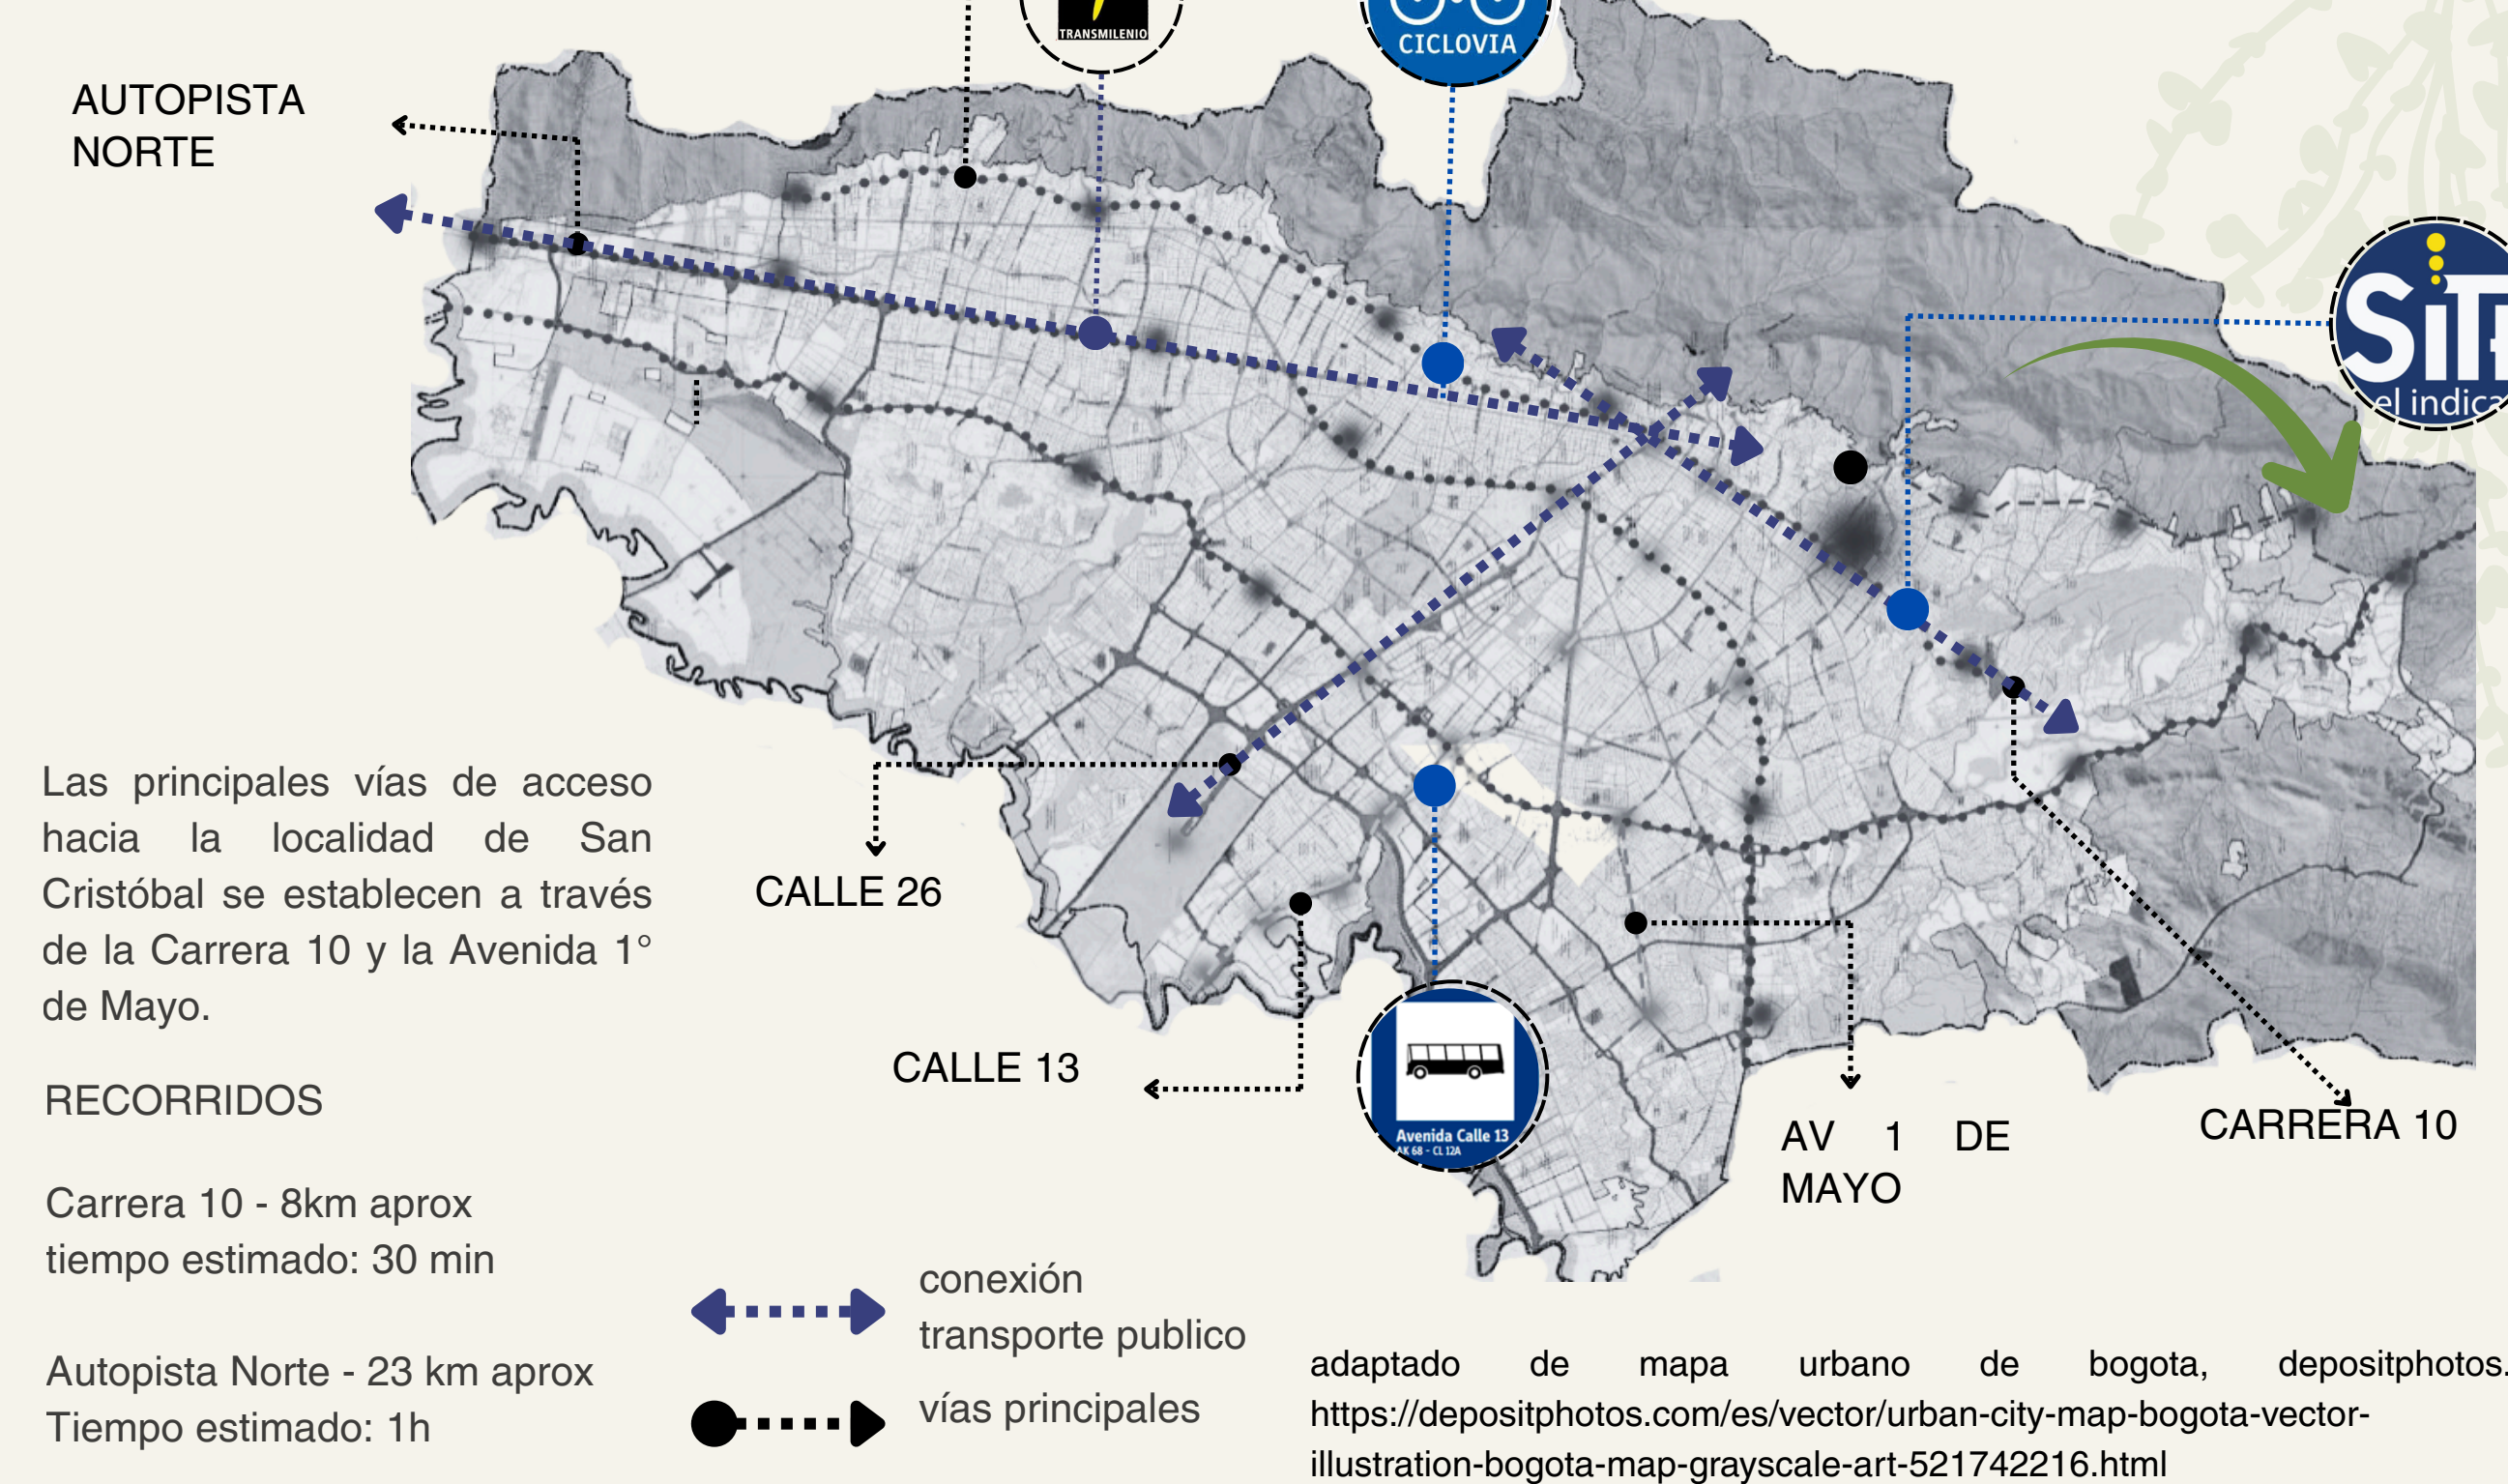 TRANSMILENIO
CICLOVIA
AUTOPISTA
NORTE
el indica
Las principales vías de acceso
hacia la localidad de San
Cristóbal se establecen a través
de la Carrera 10 y la Avenida 1°
de Mayo.
CALLE 26
CALLE 13
Avenida Calle 13
AK 68 - CL 12A
AV 1 DE
MAYO
CARRERA 10
RECORRIDOS
Carrera 10 - 8km aprox
tiempo estimado: 30 min
Autopista Norte - 23 km aprox
Tiempo estimado: 1h
conexión
transporte publico
vías principales
adaptado de mapa urbano de bogota, depositphotos.
https://depositphotos.com/es/vector/urban-city-map-bogota-vector-
illustration-bogota-map-grayscale-art-521742216.html